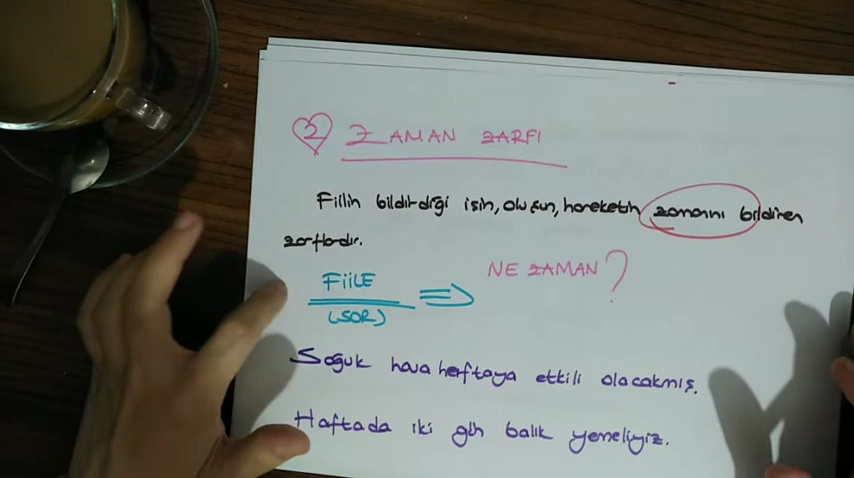 2 ZAMAN ZARFI
Fiilin bildirdiği işin, oluşun, hareketin zamanını bildiren
zarflardır.
FİİLE ⇒ NE ZAMAN?
(SOR)
Soğuk hava haftaya etkili olacakmış.
Haftada iki gün balık yemeliyiz.